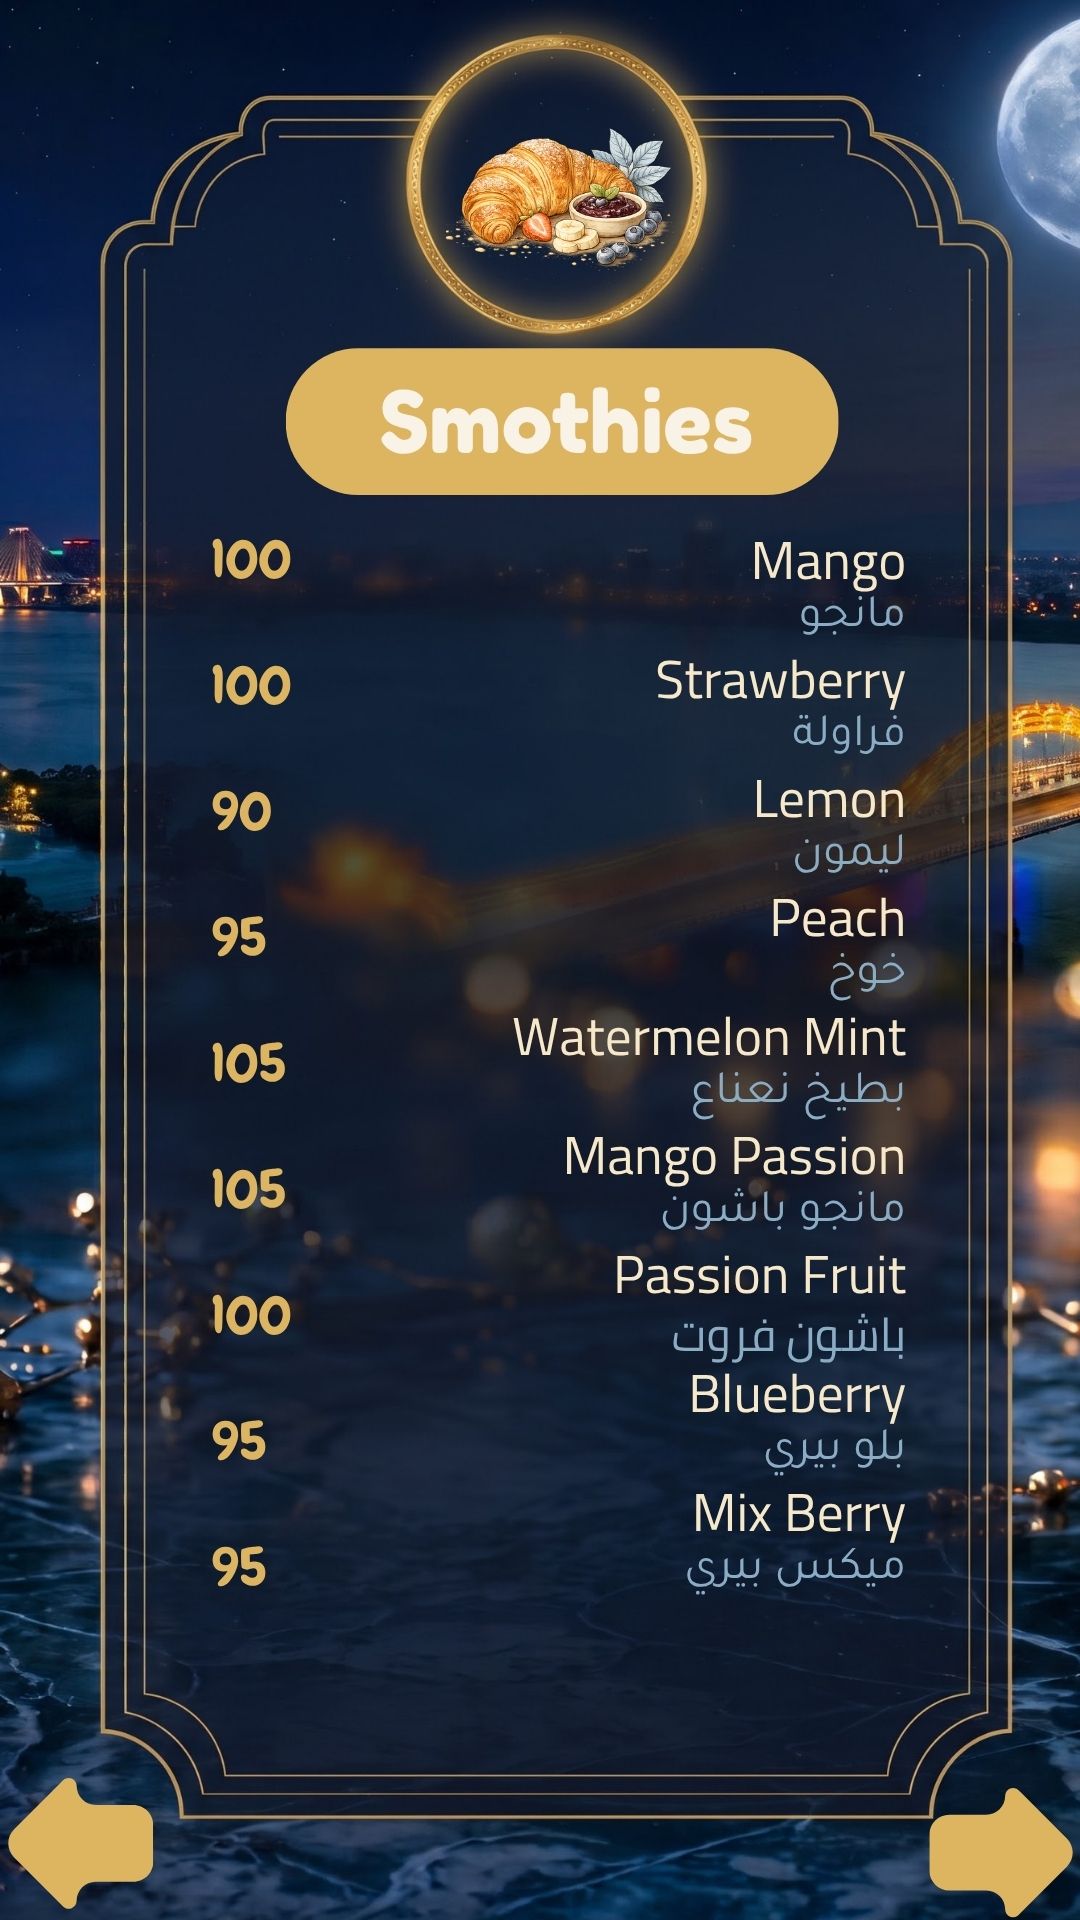 Smothies
100 Mango
مانجو
100 Strawberry
فراولة
90 Lemon
ليمون
95 Peach
خوخ
105 Watermelon Mint
بطيخ نعناع
105 Mango Passion
مانجو باشون
100 Passion Fruit
باشون فروت
95 Blueberry
بلو بيري
95 Mix Berry
ميكس بيري